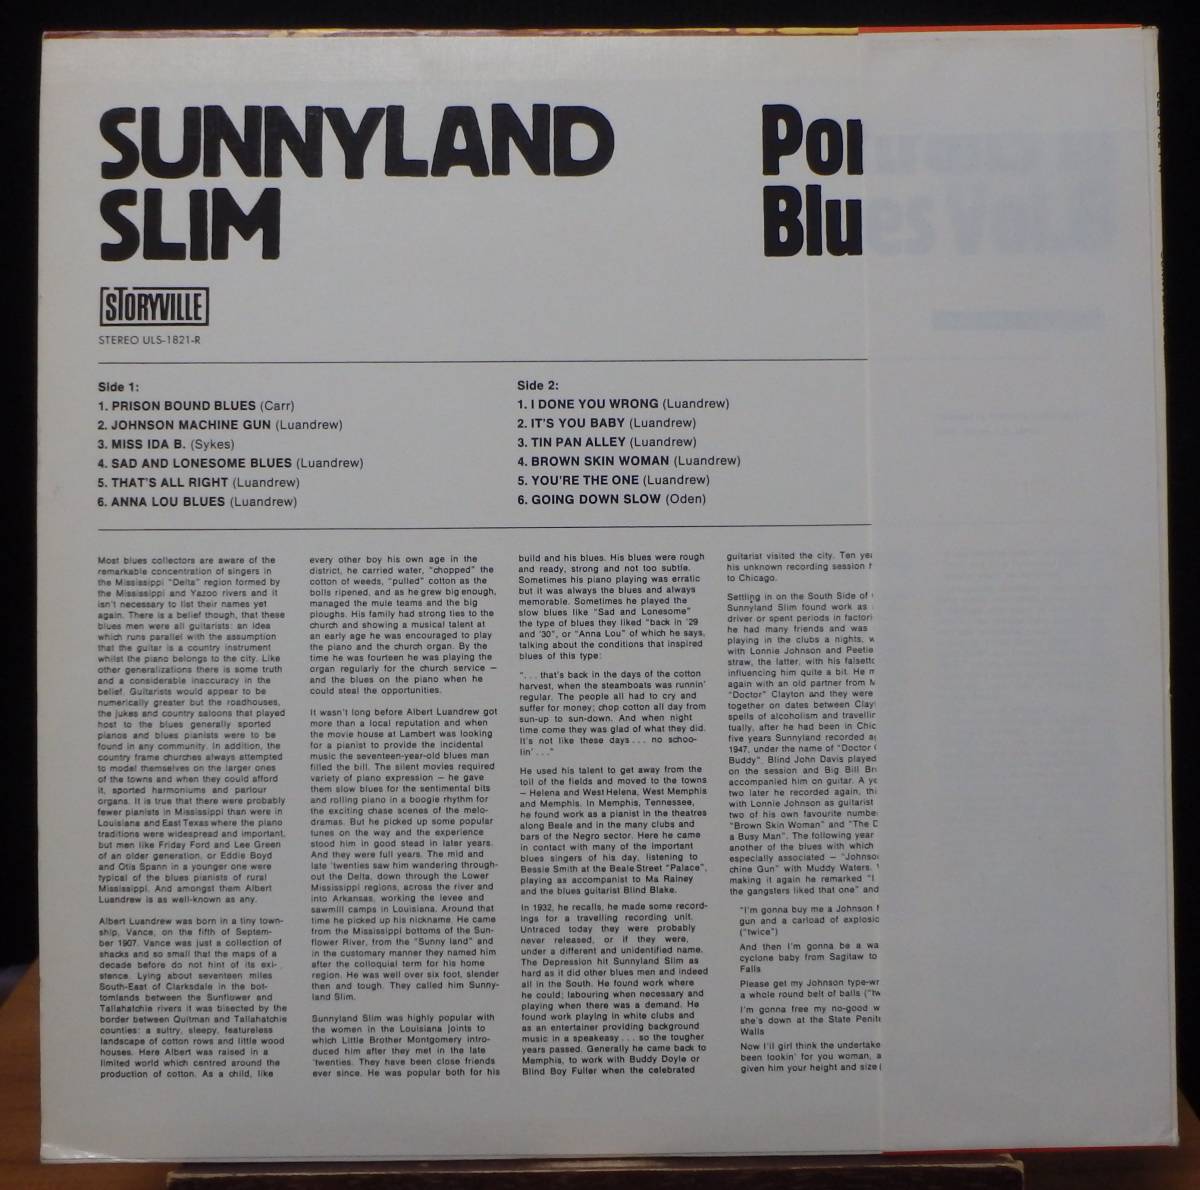 SUNNYLAND
SLIM
STORYVILLE
STEREO ULS-1821-R
Side 1:
1. PRISON BOUND BLUES (Carr)
2. JOHNSON MACHINE GUN (Luandrew)
3. MISS IDA B. (Sykes)
4. SAD AND LONESOME BLUES (Luandrew)
5. THAT'S ALL RIGHT (Luandrew)
6. ANNA LOU BLUES (Luandrew)
Side 2:
1. I DONE YOU WRONG (Luandrew)
2. IT'S YOU BABY (Luandrew)
3. TIN PAN ALLEY (Luandrew)
4. BROWN SKIN WOMAN (Luandrew)
5. YOU'RE THE ONE (Luandrew)
6. GOING DOWN SLOW (Oden)
Most blues collectors are aware of the
remarkable concentration of singers in
the Mississippi "Delta" region formed by
the Mississippi and Yazoo rivers and it
isn't necessary to list their names yet
again. There is a belief though, that these
blues men were all guitarists: an idea
which runs parallel with the assumption
that the guitar is a country instrument
whilst the piano belongs to the city. Like
other generalizations there is some truth
and a considerable inaccuracy in the
belief. Guitarists would appear to be
numerically greater but the roadhouses,
the jukes and country saloons that played
host to the blues generally sported
pianos and blues pianists were to be
found in any community. In addition, the
country frame churches always attempted
to model themselves on the larger ones
of the towns and when they could afford
it, sported harmoniums and parlour
organs. It is true that there were probably
fewer pianists in Mississippi than were in
Louisiana and East Texas where the piano
traditions were widespread and important,
but men like Friday Ford and Lee Green
of an older generation, or Eddie Boyd
and Otis Spann in a younger one were
typical of the blues pianists of rural
Mississippi. And amongst them Albert
Luandrew is as well-known as any.
Albert Luandrew was born in a tiny town-
ship, Vance, on the fifth of Septem-
ber 1907. Vance was just a collection of
shacks and so small that the maps of a
decade before do not hint of its exi-
stence. Lying about seventeen miles
South-East of Clarksdale in the bot-
tomlands between the Sunflower and
Tallahatchie rivers it was bisected by the
border between Quitman and Tallahatchie
counties: a sultry, sleepy, featureless
landscape of cotton rows and little wood
houses. Here Albert was raised in a
limited world which centred around the
production of cotton. As a child, like
every other boy his own age in the
district, he carried water, "chopped" the
cotton of weeds, "pulled" cotton as the
bolls ripened, and as he grew big enough,
managed the mule teams and the big
ploughs. His family had strong ties to the
church and showing a musical talent at
an early age he was encouraged to play
the piano and the church organ. By the
time he was fourteen he was playing the
organ regularly for the church service –
and the blues on the piano when he
could steal the opportunities.
It wasn't long before Albert Luandrew got
more than a local reputation and when
the movie house at Lambert was looking
for a pianist to provide the incidental
music the seventeen-year-old blues man
filled the bill. The silent movies required
variety of piano expression – he gave
them slow blues for the sentimental bits
and rolling piano in a boogie rhythm for
the exciting chase scenes of the melo-
dramas. But he picked up some popular
tunes on the way and the experience
stood him in good stead in later years.
And they were full years. The mid and
late 'twenties saw him wandering through-
out the Delta, down through the Lower
Mississippi regions, across the river and
into Arkansas, working the levee and
sawmill camps in Louisiana. Around that
time he picked up his nickname. He came
from the Mississippi bottoms of the Sun-
flower River, from the "Sunny land" and
in the customary manner they named him
after the colloquial term for his home
region. He was well over six foot, slender
then and tough. They called him Sunny-
land Slim.
Sunnyland Slim was highly popular with
the women in the Louisiana joints to
which Little Brother Montgomery intro-
duced him after they met in the late
'twenties. They have been close friends
ever since. He was popular both for his
build and his blues. His blues were rough
and ready, strong and not too subtle.
Sometimes his piano playing was erratic
but it was always the blues and always
memorable. Sometimes he played the
slow blues like "Sad and Lonesome"
the type of blues they liked "back in '29
and '30", or "Anna Lou" of which he says,
talking about the conditions that inspired
blues of this type:
". . . that's back in the days of the cotton
harvest, when the steamboats was runnin'
regular. The people all had to cry and
suffer for money; chop cotton all day from
sun-up to sun-down. And when night
time come they was glad of what they did.
It's not like these days . . . no schoo-
lin' . . ."
He used his talent to get away from the
toil of the fields and moved to the towns
– Helena and West Helena, West Memphis
and Memphis. In Memphis, Tennessee,
he found work as a pianist in the theatres
along Beale and in the many clubs and
bars of the Negro sector. Here he came
in contact with many of the important
blues singers of his day, listening to
Bessie Smith at the Beale Street "Palace",
playing as accompanist to Ma Rainey
and the blues guitarist Blind Blake.
In 1932, he recalls, he made some record-
ings for a travelling recording unit.
Untraced today they were probably
never released, or if they were,
under a different and unidentified name.
The Depression hit Sunnyland Slim as
hard as it did other blues men and indeed
all in the South. He found work where
he could; labouring when necessary and
playing when there was a demand. He
found work playing in white clubs and
as an entertainer providing background
music in a speakeasy . . . so the tougher
years passed. Generally he came back to
Memphis, to work with Buddy Doyle or
Blind Boy Fuller when the celebrated
guitarist visited the city. Ten
his unknown recording session
to Chicago.
Settling in on the South Side of
Sunnyland Slim found work as
driver or spent periods in
he had many friends and was
playing in the clubs a nights,
with Lonnie Johnson and Peetie
straw, the latter, with his
influencing him quite a bit. He
again with an old partner from
"Doctor" Clayton and they were
together on dates between
spells of alcoholism and
tually, after he had been in
five years Sunnyland recorded
1947, under the name of "Doctor
Buddy". Blind John Davis played
on the session and Big Bill
accompanied him on guitar. A
two later he recorded again,
with Lonnie Johnson as guitarist
two of his own favourite
"Brown Skin Woman" and "The
a Busy Man". The following year
another of the blues with which
especially associated –
chine Gun" with Muddy Waters.
making it again he remarked "I
the gangsters liked that one" and
"I'm gonna buy me a Johnson
gun and a carload of
("twice")
And then I'm gonna be a
cyclone baby from Sagitaw to
Falls
Please get my Johnson
a whole round belt of balls
I'm gonna free my no-good
she's down at the State
Walls
Now I'll girl think the
been lookin' for you woman,
given him your height and size